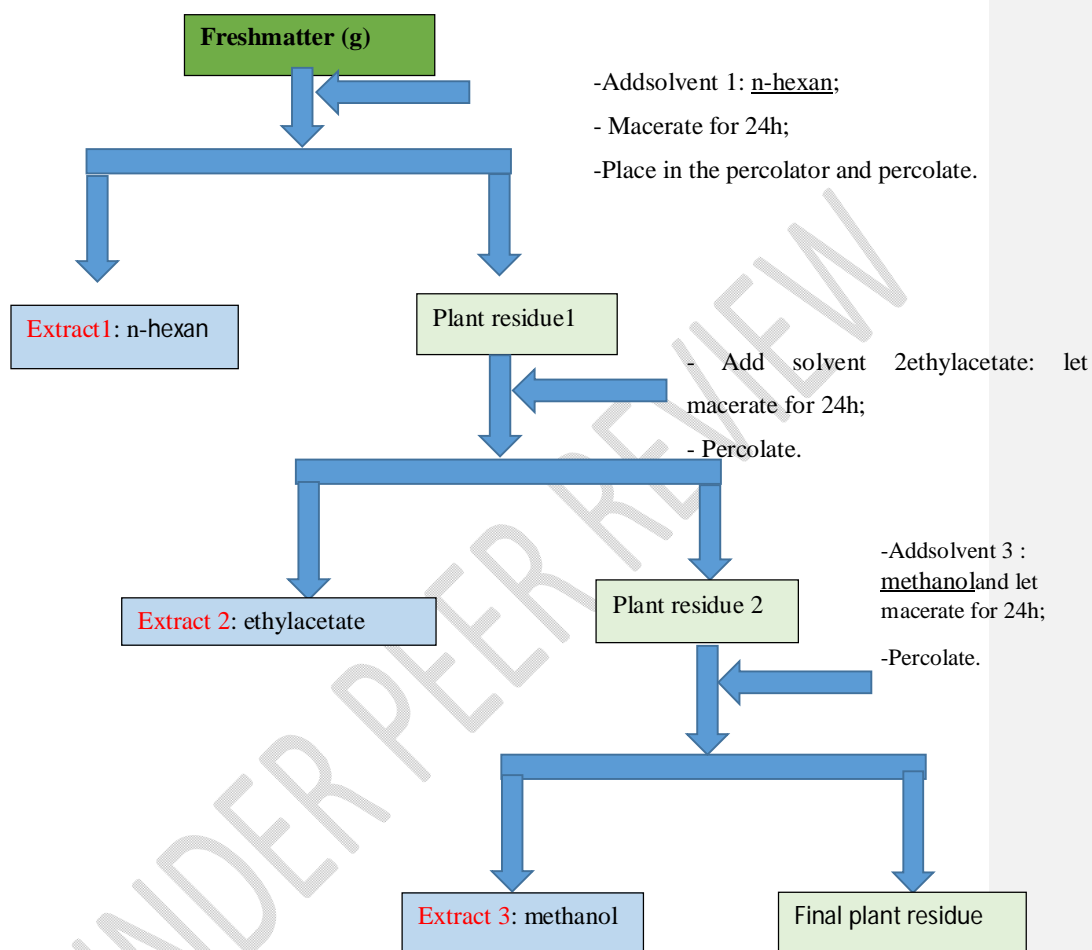 Freshmatter (g)
-Addsolvent 1: n-hexan;
- Macerate for 24h;
-Place in the percolator and percolate.
Extract1: n-hexan
Plant residue1
- Add solvent 2ethylacetate: let
macerate for 24h;
- Percolate.
-Addsolvent 3 :
methanoland let
macerate for 24h;
-Percolate.
Extract 2: ethylacetate
Plant residue 2
Extract 3: methanol
Final plant residue
NDER PEER REVIEW